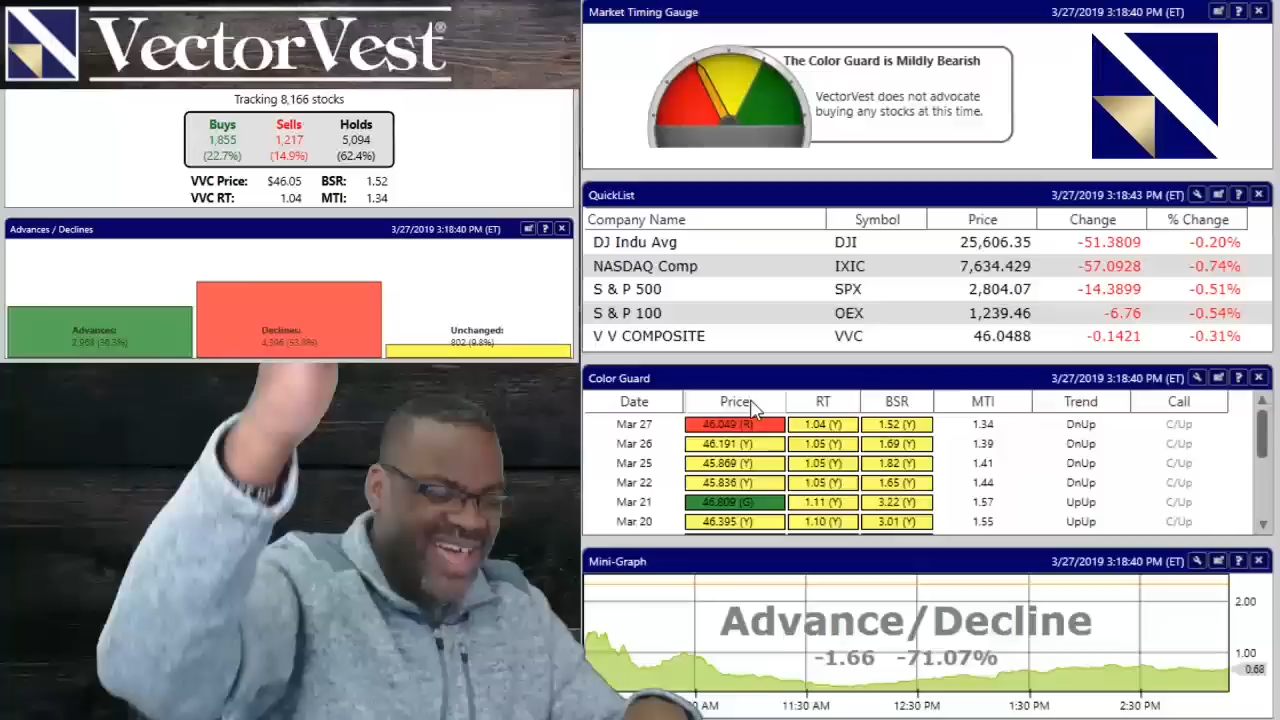 VectorVest®
Tracking 8,166 stocks
Buys Sells Holds
1,855 1,217 5,094
(22.7%) (14.9%) (62.4%)
VVC Price: $46.05 BSR: 1.52
VVC RT: 1.04 MTI: 1.34
Advances / Declines 3/27/2019 3:18:40 PM (ET)
Advances:
2,968 (36.3%)
Declines:
4,396 (53.8%)
Unchanged:
802 (9.8%)
Market Timing Gauge 3/27/2019 3:18:40 PM (ET)
The Color Guard is Mildly Bearish
VectorVest does not advocate
buying any stocks at this time.
QuickList 3/27/2019 3:18:43 PM (ET)
Company Name Symbol Price Change % Change
DJ Indu Avg DJI 25,606.35 -51.3809 -0.20%
NASDAQ Comp IXIC 7,634.429 -57.0928 -0.74%
S & P 500 SPX 2,804.07 -14.3899 -0.51%
S & P 100 OEX 1,239.46 -6.76 -0.54%
V V COMPOSITE VVC 46.0488 -0.1421 -0.31%
Color Guard 3/27/2019 3:18:40 PM (ET)
Date Price RT BSR MTI Trend Call
Mar 27 46.049 (R) 1.04 (Y) 1.52 (Y) 1.34 DnUp C/Up
Mar 26 46.191 (Y) 1.05 (Y) 1.69 (Y) 1.39 DnUp C/Up
Mar 25 45.869 (Y) 1.05 (Y) 1.82 (Y) 1.41 DnUp C/Up
Mar 22 45.836 (Y) 1.05 (Y) 1.65 (Y) 1.44 DnUp C/Up
Mar 21 46.809 (G) 1.11 (Y) 3.22 (Y) 1.57 UpUp C/Up
Mar 20 46.395 (Y) 1.10 (Y) 3.01 (Y) 1.55 UpUp C/Up
Mini-Graph 3/27/2019 3:18:40 PM (ET)
Advance/Decline
-1.66 -71.07%
2.00
1.00
0.68
AM 11:30 AM 12:30 PM 1:30 PM 2:30 PM